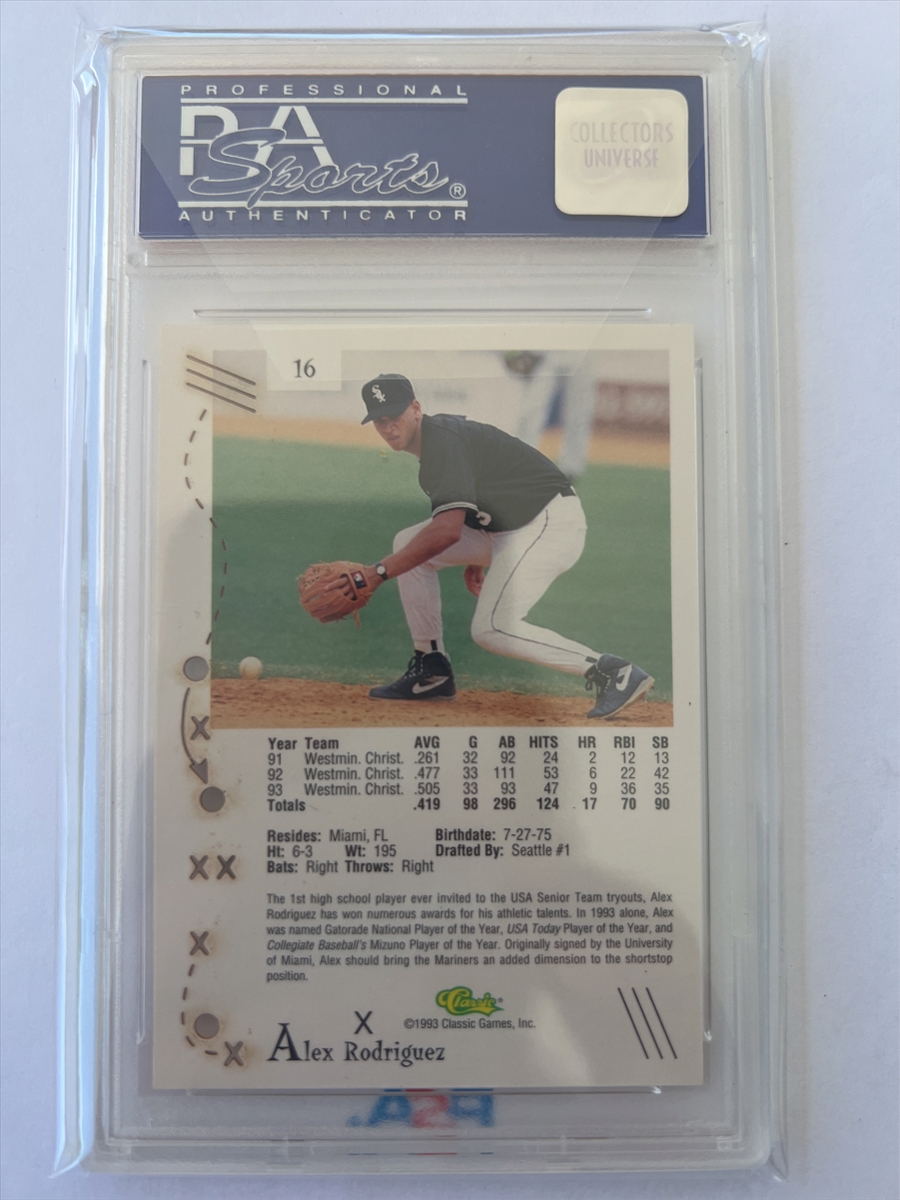 PROFESSIONAL
PSA
Sports®
AUTHENTICATOR
COLLECTORS
UNIVERSE
16
Year Team AVG G AB HITS HR RBI SB
91 Westmin. Christ. .261 32 92 24 2 12 13
92 Westmin. Christ. .477 33 111 53 6 22 42
93 Westmin. Christ. .505 33 93 47 9 36 35
Totals .419 98 296 124 17 70 90
Resides: Miami, FL Birthdate: 7-27-75
Ht: 6-3 Wt: 195 Drafted By: Seattle #1
Bats: Right Throws: Right
The 1st high school player ever invited to the USA Senior Team tryouts, Alex
Rodriguez has won numerous awards for his athletic talents. In 1993 alone, Alex
was named Gatorade National Player of the Year, USA Today Player of the Year, and
Collegiate Baseball's Mizuno Player of the Year. Originally signed by the University
of Miami, Alex should bring the Mariners an added dimension to the shortstop
position.
Classic®
©1993 Classic Games, Inc.
Alex Rodriguez
PSA